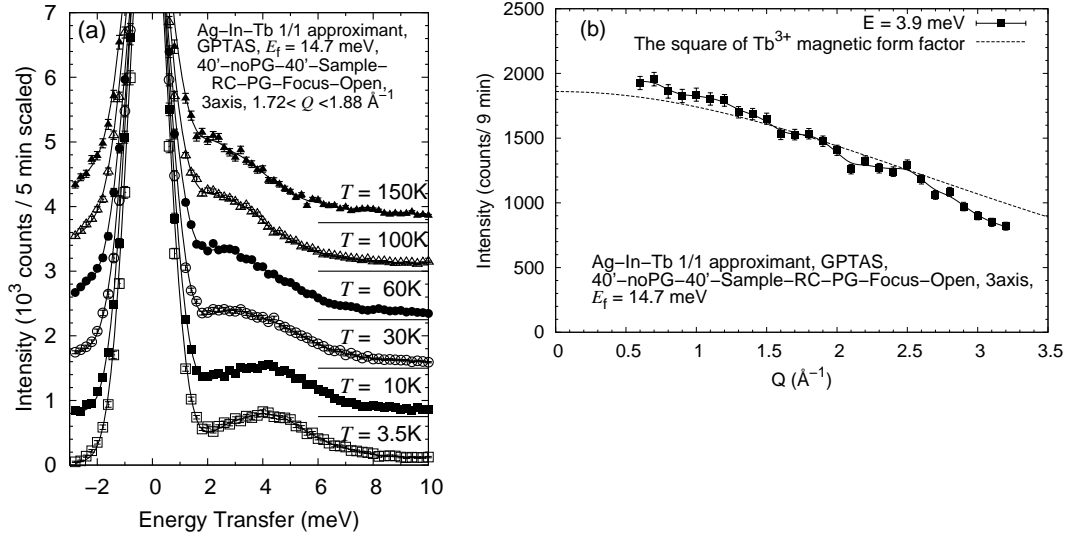 (a)
Ag–In–Tb 1/1 approximant,
GPTAS, Ef = 14.7 meV,
40'–noPG–40'–Sample–
RC–PG–Focus–Open,
3axis, 1.72< Q <1.88 Å⁻¹
T = 150K
T = 100K
T = 60K
T = 30K
T = 10K
T = 3.5K
7
6
5
4
3
2
1
0
−2
0
2
4
6
8
10
Intensity (10³ counts / 5 min scaled)
Energy Transfer (meV)
(b)
E = 3.9 meV
The square of Tb³⁺ magnetic form factor
2500
2000
1500
1000
500
0
Intensity (counts/ 9 min)
Ag–In–Tb 1/1 approximant, GPTAS,
40'–noPG–40'–Sample–RC–PG–Focus–Open, 3axis,
Ef = 14.7 meV
0
0.5
1
1.5
2
2.5
3
3.5
Q (Å⁻¹)